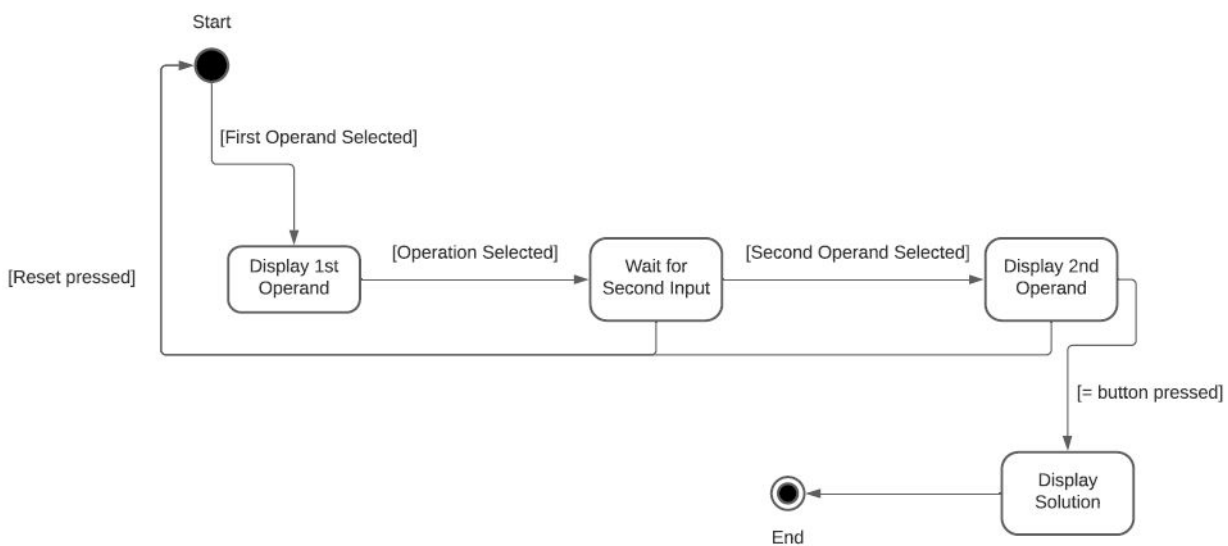 Start
[First Operand Selected]
[Operation Selected]
[Second Operand Selected]
Display 1st
Operand
Wait for
Second Input
Display 2nd
Operand
[Reset pressed]
[= button pressed]
Display
Solution
End